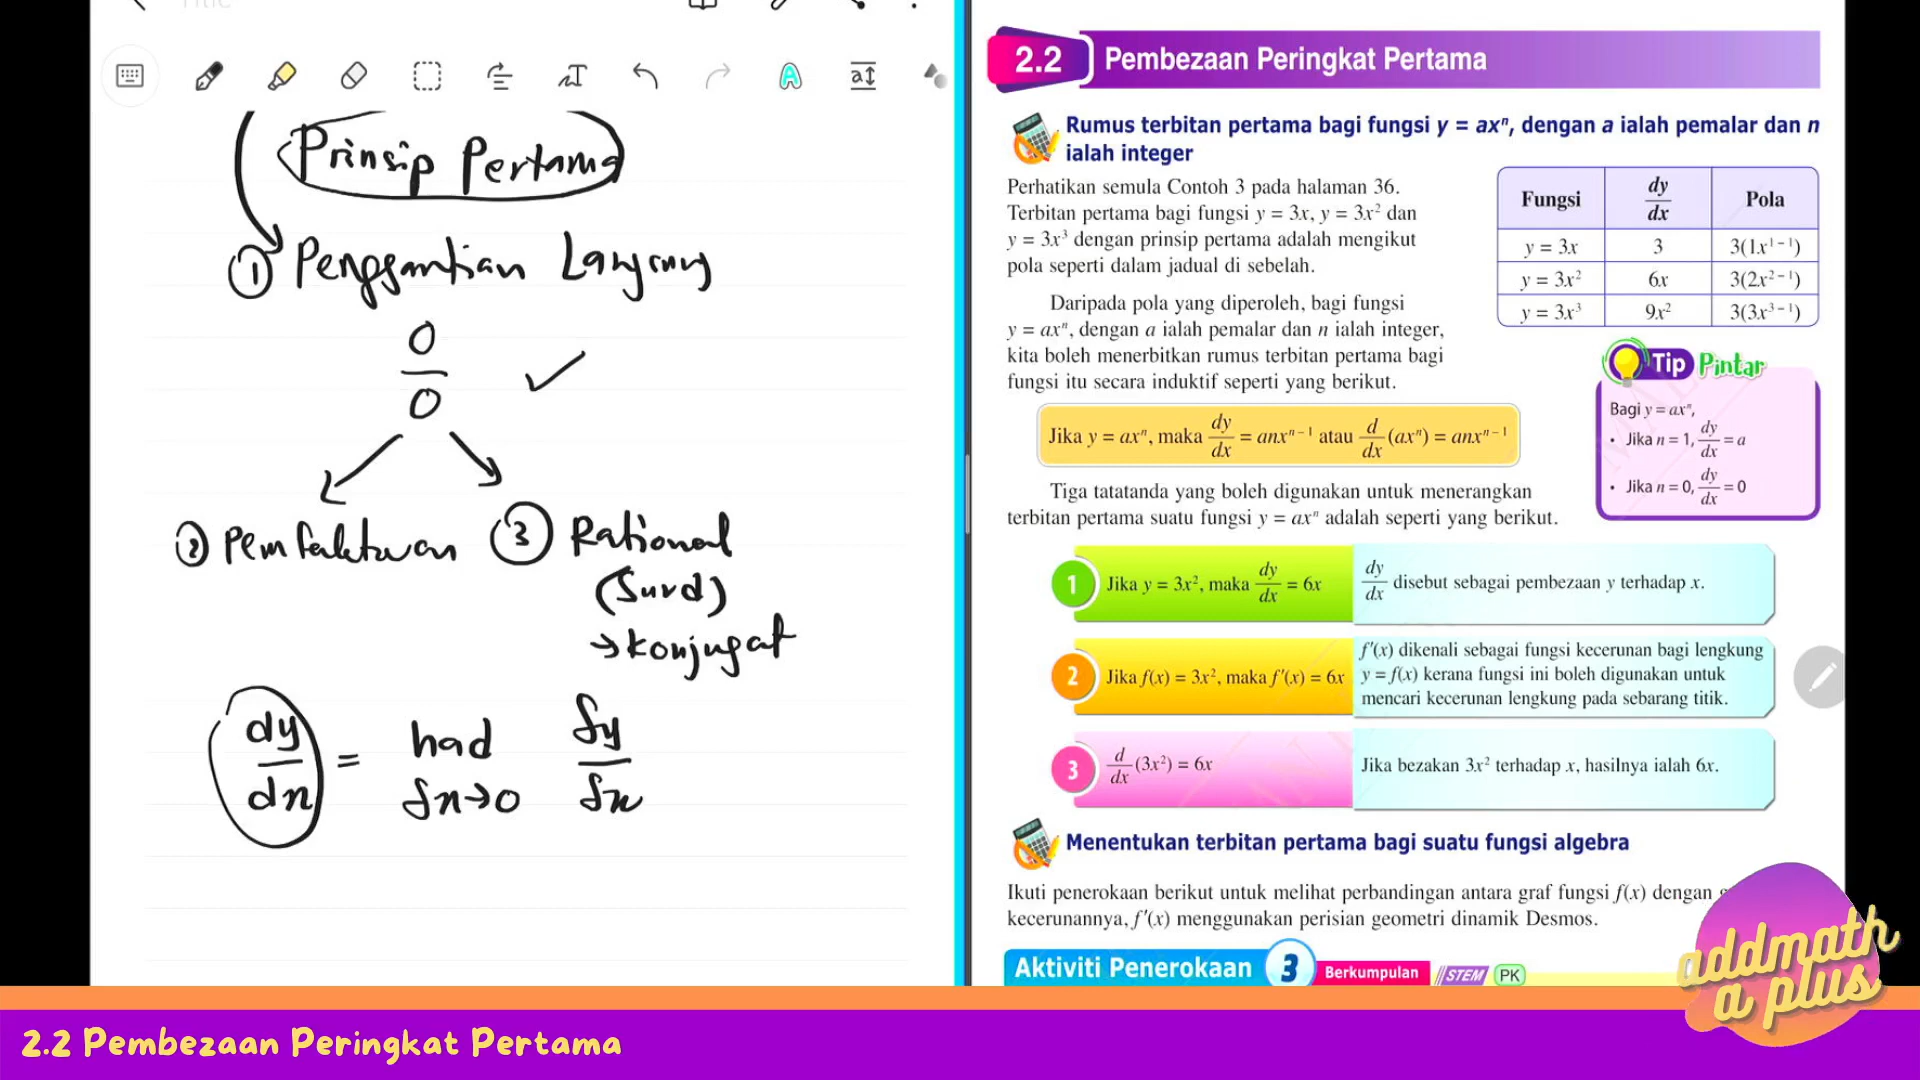 Prinsip Pertama
① Penggantian Langsung
0/0 ✓
② Pemfaktoran ③ Rational
(Surd)
→ Konjugat
dy/dx = had δx→0 δy/δx
2.2 Pembezaan Peringkat Pertama
Rumus terbitan pertama bagi fungsi y = axⁿ, dengan a ialah pemalar dan n
ialah integer
Perhatikan semula Contoh 3 pada halaman 36.
Terbitan pertama bagi fungsi y = 3x, y = 3x² dan
y = 3x³ dengan prinsip pertama adalah mengikut
pola seperti dalam jadual di sebelah.
Daripada pola yang diperoleh, bagi fungsi
y = axⁿ, dengan a ialah pemalar dan n ialah integer,
kita boleh menerbitkan rumus terbitan pertama bagi
fungsi itu secara induktif seperti yang berikut.
Fungsi dy/dx Pola
y = 3x 3 3(1x¹⁻¹)
y = 3x² 6x 3(2x²⁻¹)
y = 3x³ 9x² 3(3x³⁻¹)
Tip Pintar
Bagi y = axⁿ,
• Jika n = 1, dy/dx = a
• Jika n = 0, dy/dx = 0
Jika y = axⁿ, maka dy/dx = anxⁿ⁻¹ atau d/dx (axⁿ) = anxⁿ⁻¹
Tiga tatatanda yang boleh digunakan untuk menerangkan
terbitan pertama suatu fungsi y = axⁿ adalah seperti yang berikut.
1 Jika y = 3x², maka dy/dx = 6x
dy/dx disebut sebagai pembezaan y terhadap x.
2 Jika f(x) = 3x², maka f′(x) = 6x
f′(x) dikenali sebagai fungsi kecerunan bagi lengkung
y = f(x) kerana fungsi ini boleh digunakan untuk
mencari kecerunan lengkung pada sebarang titik.
3 d/dx (3x²) = 6x
Jika bezakan 3x² terhadap x, hasilnya ialah 6x.
Menentukan terbitan pertama bagi suatu fungsi algebra
Ikuti penerokaan berikut untuk melihat perbandingan antara graf fungsi f(x) dengan
kecerunannya, f′(x) menggunakan perisian geometri dinamik Desmos.
Aktiviti Penerokaan 3 Berkumpulan STEM PK
addmath
a plus
2.2 Pembezaan Peringkat Pertama